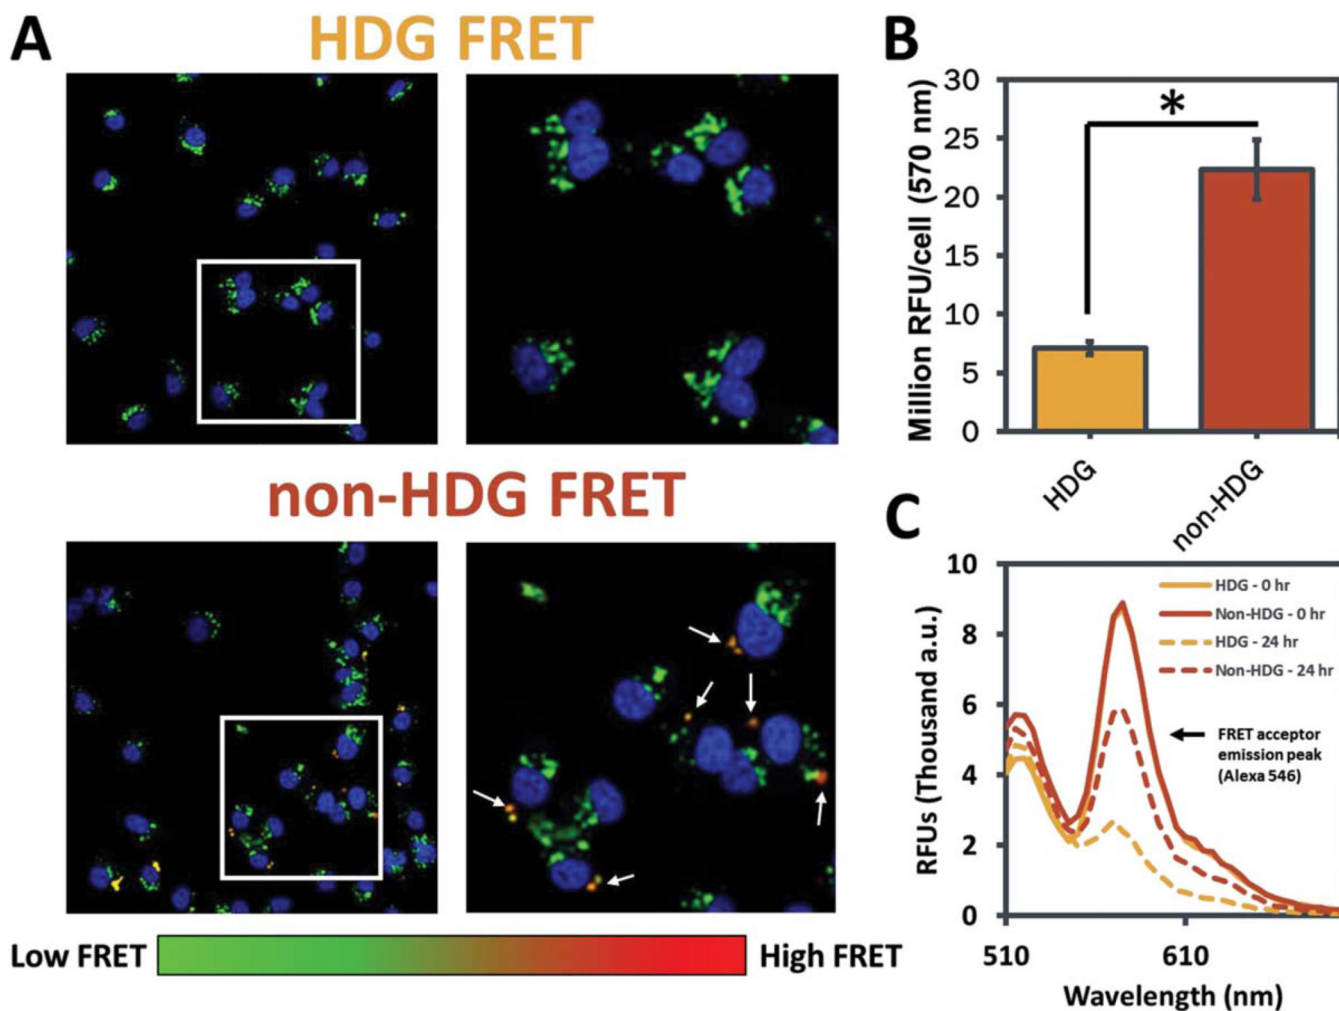 A
HDG FRET
non-HDG FRET
Low FRET
High FRET
B
Million RFU/cell (570 nm)
30
25
20
15
10
5
0
*
HDG
non-HDG
C
RFUs (Thousand a.u.)
10
8
6
4
2
0
HDG - 0 hr
Non-HDG - 0 hr
HDG - 24 hr
Non-HDG - 24 hr
FRET acceptor
emission peak
(Alexa 546)
510
610
Wavelength (nm)